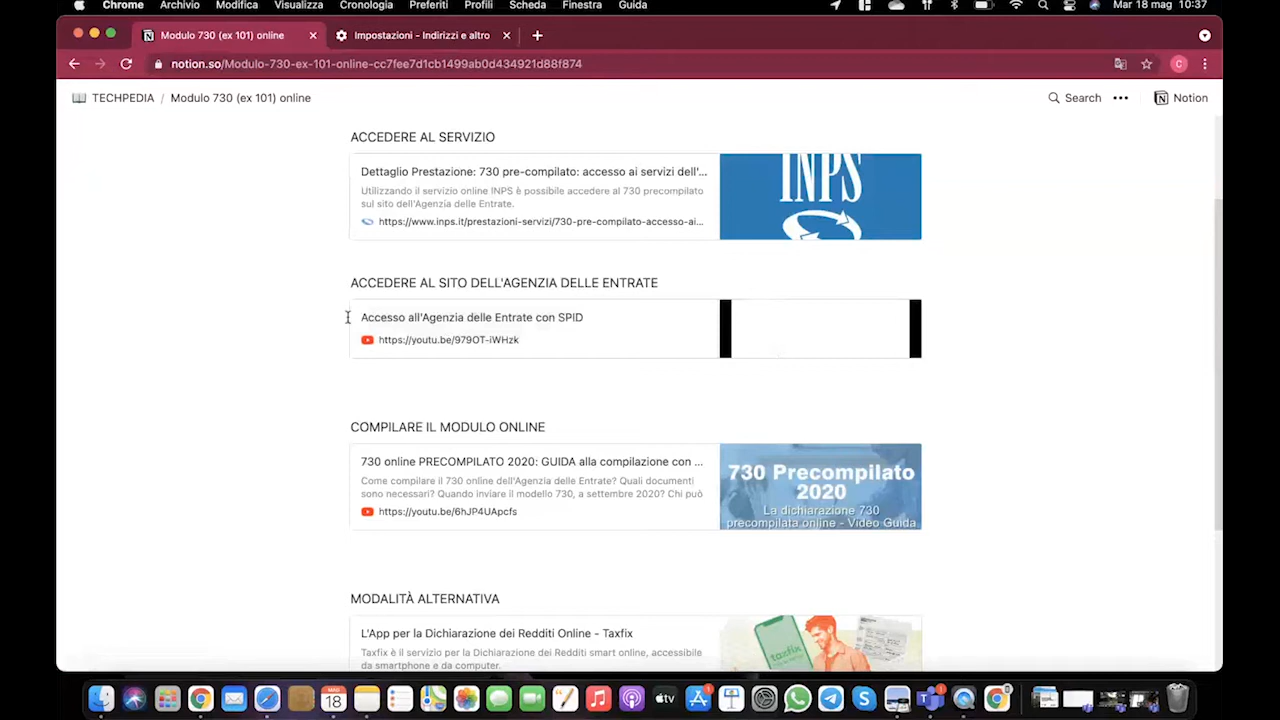 Chrome Archivio Modifica Visualizza Cronologia Preferiti Profili Scheda Finestra Guida Mar 18 mag 10:37
Modulo 730 (ex 101) online Impostazioni - Indirizzi e altro
notion.so/Modulo-730-ex-101-online-cc7fee7d1cb1499ab0d434921d88f874 C
TECHPEDIA / Modulo 730 (ex 101) online Search Notion
ACCEDERE AL SERVIZIO
Dettaglio Prestazione: 730 pre-compilato: accesso ai servizi dell'...
Utilizzando il servizio online INPS è possibile accedere al 730 precompilato
sul sito dell'Agenzia delle Entrate.
https://www.inps.it/prestazioni-servizi/730-pre-compilato-accesso-ai...
INPS
ACCEDERE AL SITO DELL'AGENZIA DELLE ENTRATE
Accesso all'Agenzia delle Entrate con SPID
https://youtu.be/979OT-iWHzk
COMPILARE IL MODULO ONLINE
730 online PRECOMPILATO 2020: GUIDA alla compilazione con ...
Come compilare il 730 online dell'Agenzia delle Entrate? Quali documenti
sono necessari? Quando inviare il modello 730, a settembre 2020? Chi può
https://youtu.be/6hJP4UApcfs
730 Precompilato
2020
La dichiarazione 730
precompilata online - Video Guida
MODALITÀ ALTERNATIVA
L'App per la Dichiarazione dei Redditi Online - Taxfix
Taxfix è il servizio per la Dichiarazione dei Redditi smart online, accessibile
da smartphone e da computer.
taxfix
MAG
18
tv